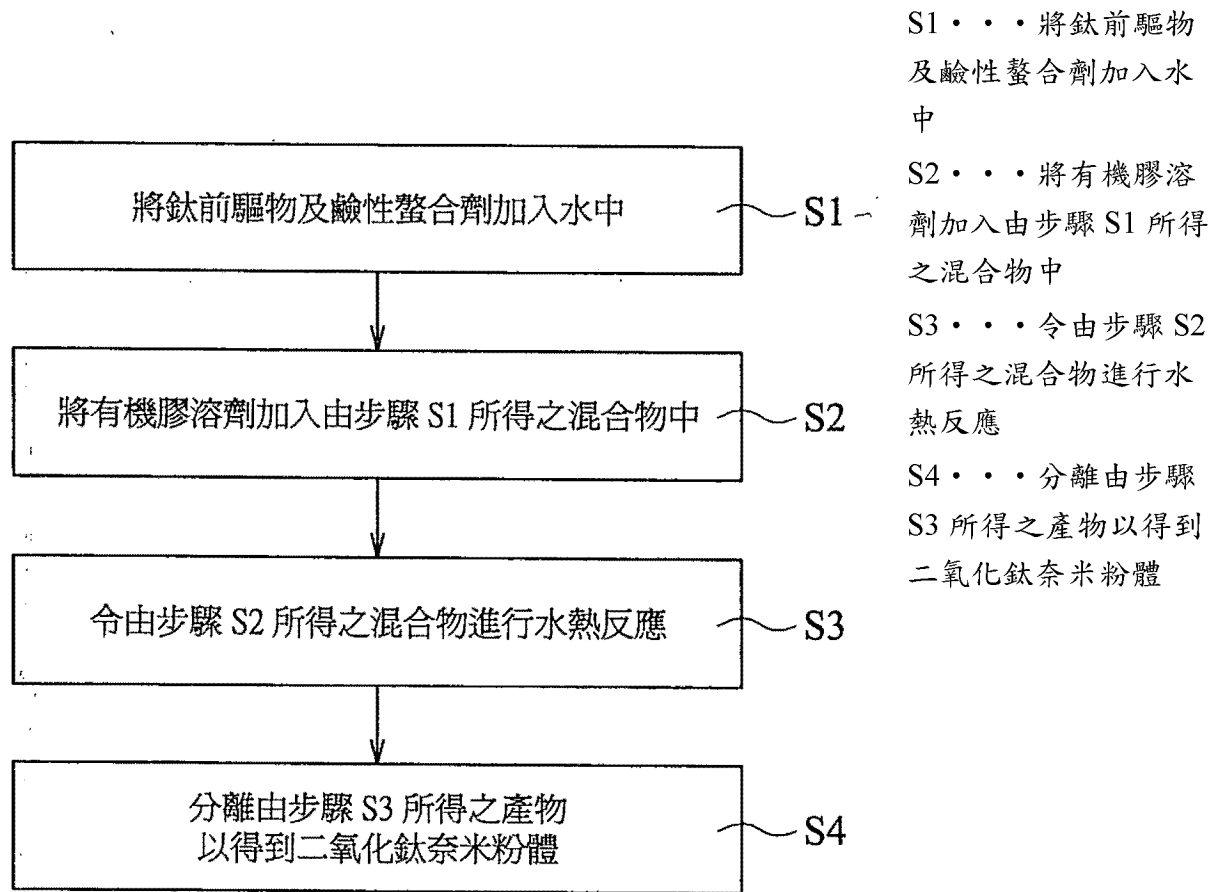 將鈦前驅物及鹼性螯合劑加入水中
S1
將有機膠溶劑加入由步驟 S1 所得之混合物中
S2
令由步驟 S2 所得之混合物進行水熱反應
S3
分離由步驟 S3 所得之產物
以得到二氧化鈦奈米粉體
S4
S1・・・將鈦前驅物
及鹼性螯合劑加入水
中
S2・・・將有機膠溶
劑加入由步驟 S1 所得
之混合物中
S3・・・令由步驟 S2
所得之混合物進行水
熱反應
S4・・・分離由步驟
S3 所得之產物以得到
二氧化鈦奈米粉體